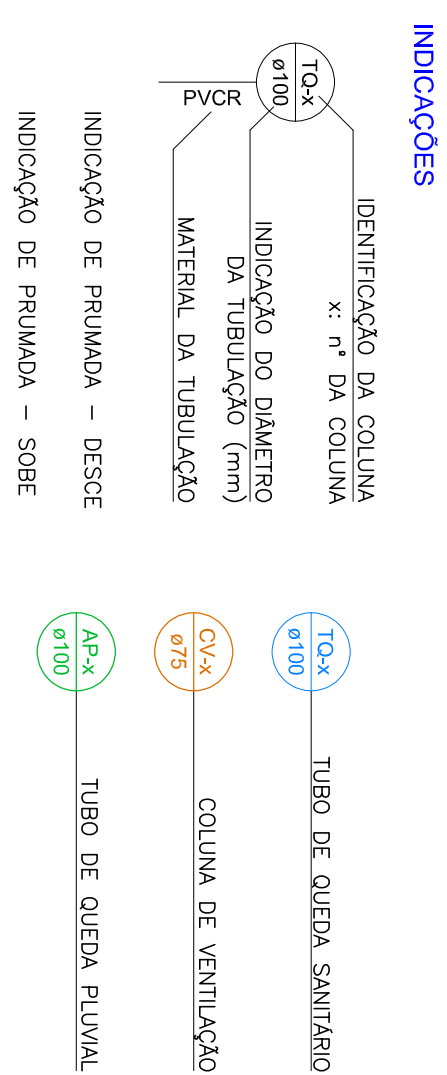 INDICAÇÕES
TQ-x
ø100
PVCR
IDENTIFICAÇÃO DA COLUNA
x: n° DA COLUNA
INDICAÇÃO DO DIÂMETRO
DA TUBULAÇÃO (mm)
MATERIAL DA TUBULAÇÃO
INDICAÇÃO DE PRUMADA – DESCE
INDICAÇÃO DE PRUMADA – SOBE
TQ-x
ø100
TUBO DE QUEDA SANITÁRIO
CV-x
ø75
COLUNA DE VENTILAÇÃO
AP-x
ø100
TUBO DE QUEDA PLUVIAL